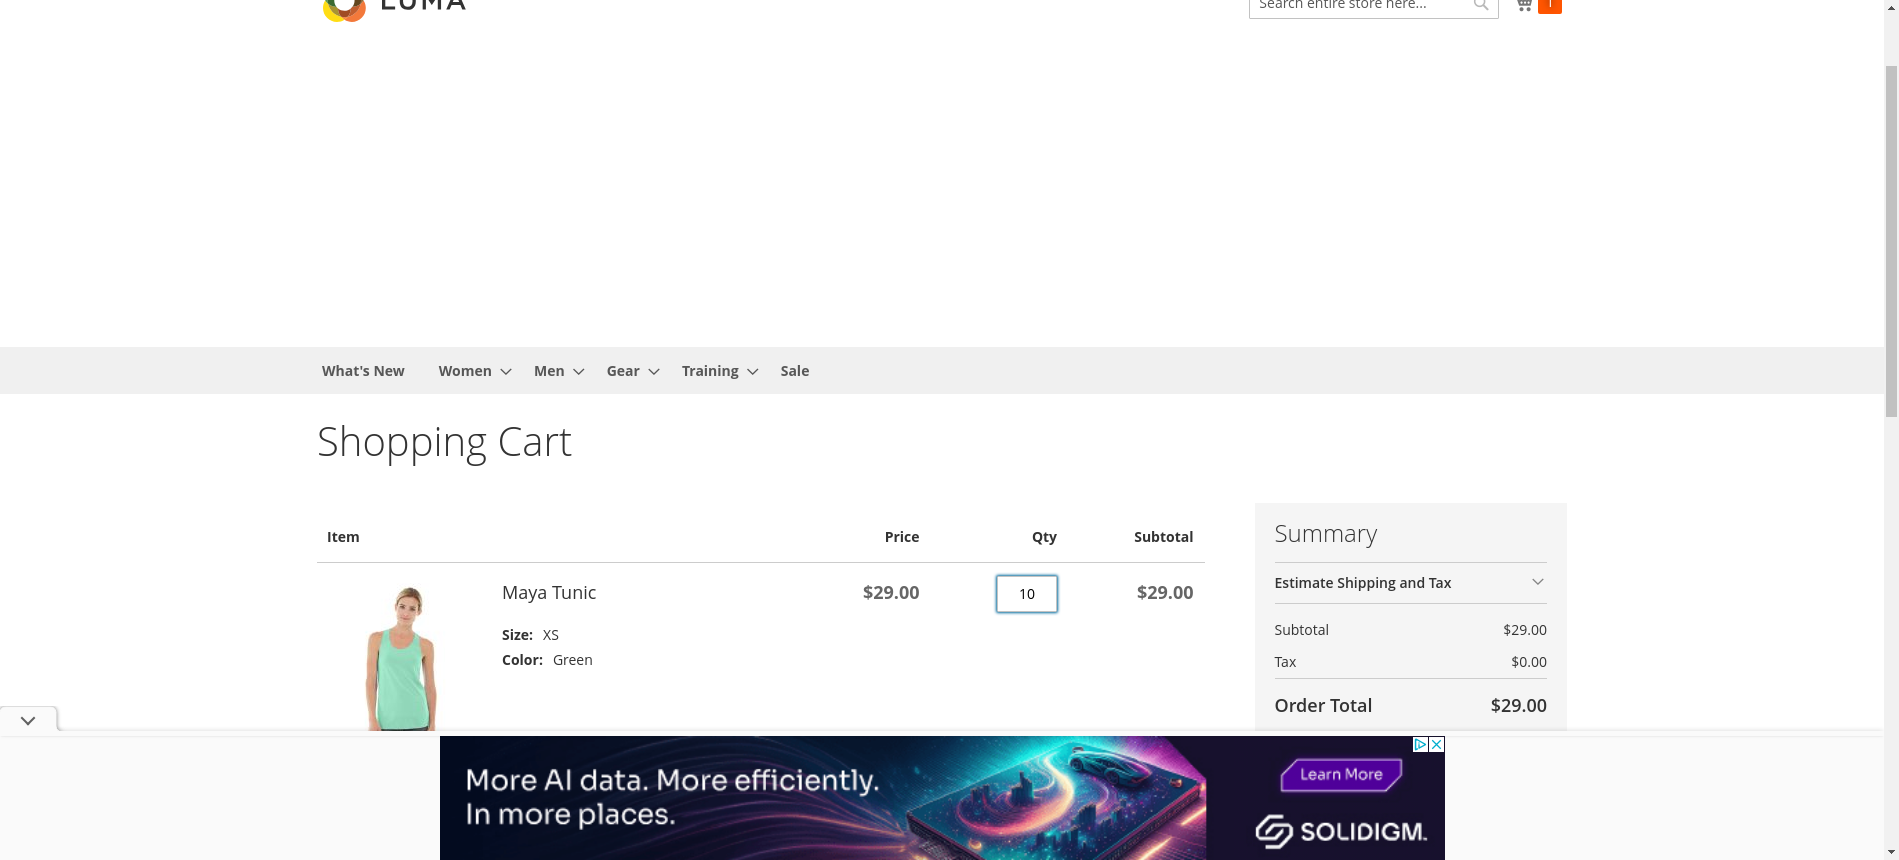 LUMA
Search entire store here...
1
What's New
Women
Men
Gear
Training
Sale
Shopping Cart
Item
Price
Qty
Subtotal
Maya Tunic
$29.00
10
$29.00
Size: XS
Color: Green
Summary
Estimate Shipping and Tax
Subtotal
$29.00
Tax
$0.00
Order Total
$29.00
More AI data. More efficiently.
In more places.
Learn More
SOLIDIGM.